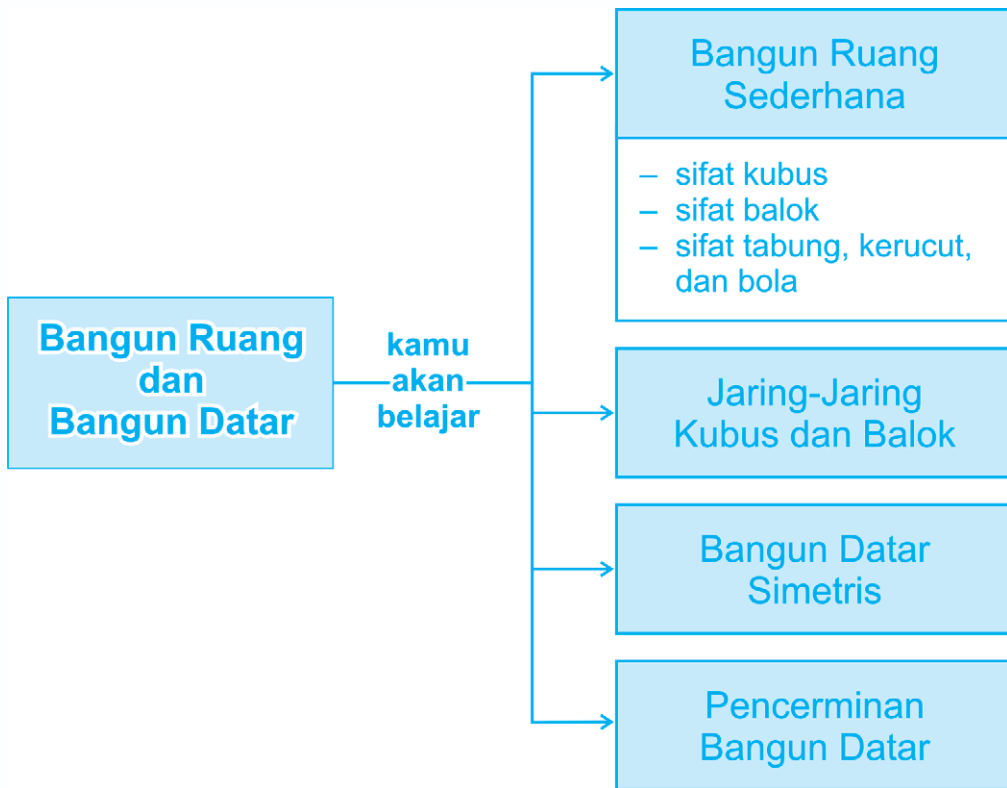 Bangun Ruang
dan
Bangun Datar
kamu
akan
belajar
Bangun Ruang
Sederhana
– sifat kubus
– sifat balok
– sifat tabung, kerucut,
dan bola
Jaring-Jaring
Kubus dan Balok
Bangun Datar
Simetris
Pencerminan
Bangun Datar